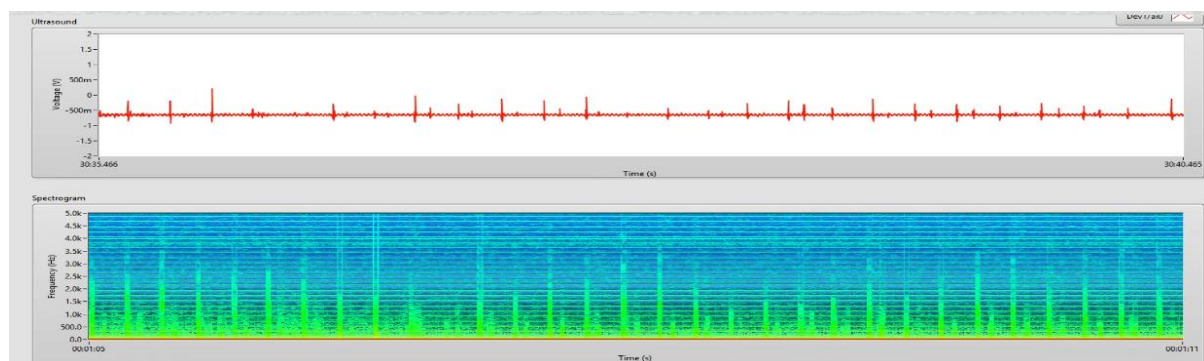 Ultrasound
Dev1/ai0
2
1.5
1
500m
0
-500m
-1
-1.5
-2
Voltage (V)
30:35.466
30:40.465
Time (s)
Spectrogram
5.0k
4.5k
4.0k
3.5k
3.0k
2.5k
2.0k
1.5k
1.0k
500.0
0.0
Frequency (Hz)
00:01:05
00:01:11
Time (s)